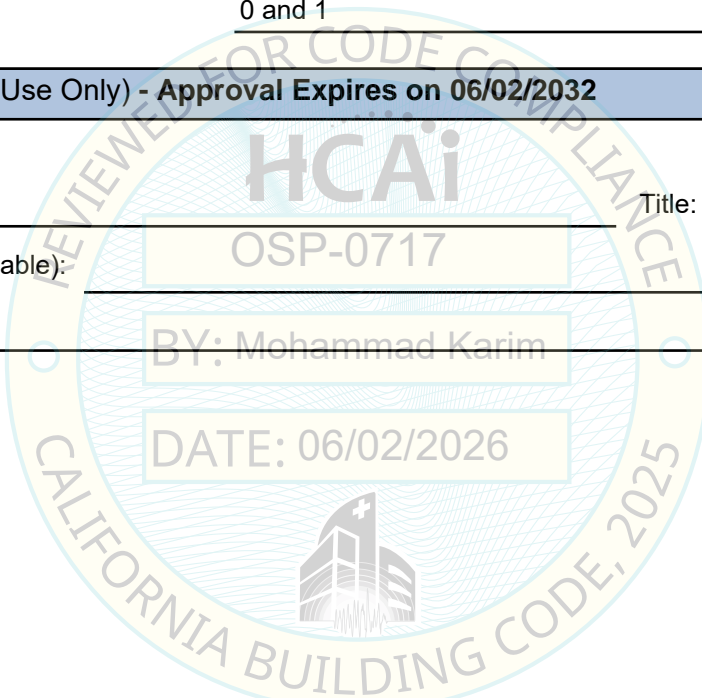 0 and 1
Use Only) - Approval Expires on 06/02/2032
REVIEWED FOR CODE COMPLIANCE
HCAi
Title:
OSP-0717
able):
BY: Mohammad Karim
DATE: 06/02/2026
CALIFORNIA BUILDING CODE, 2025